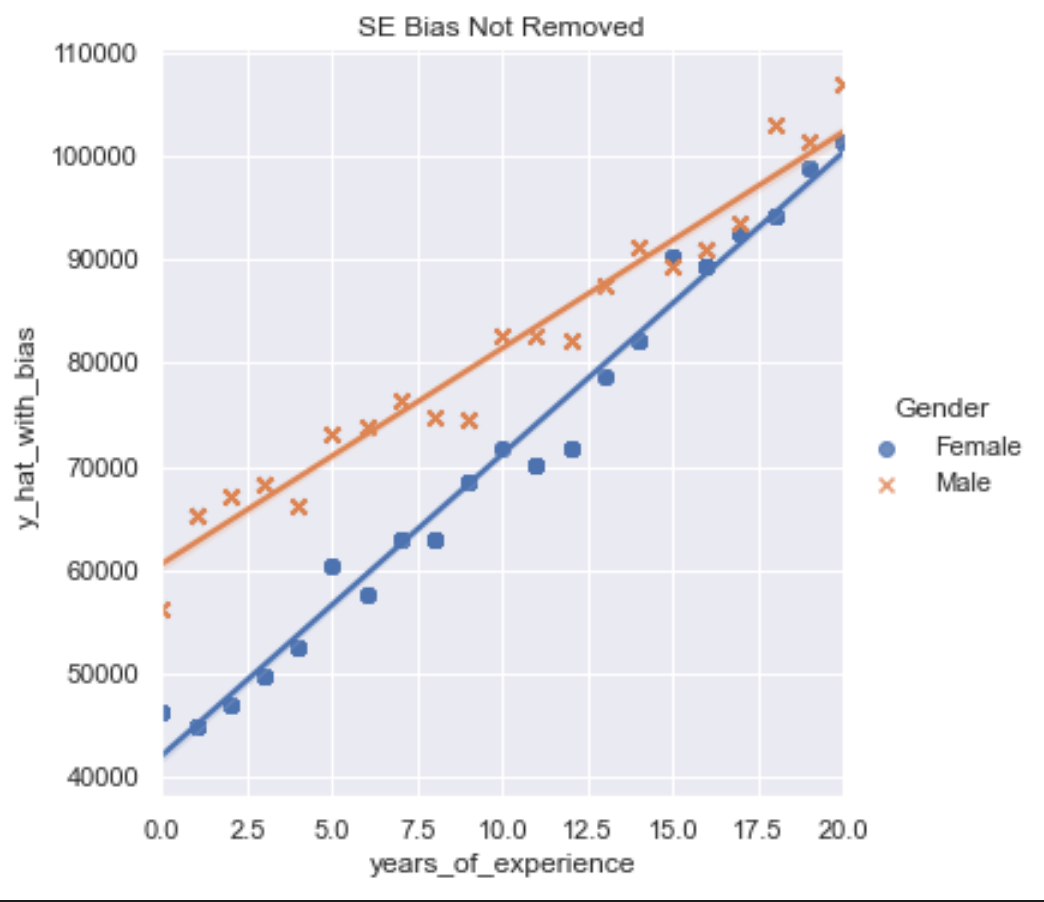 SE Bias Not Removed
110000
100000
90000
80000
70000
60000
50000
40000
y_hat_with_bias
0.0 2.5 5.0 7.5 10.0 12.5 15.0 17.5 20.0
years_of_experience
Gender
Female
Male